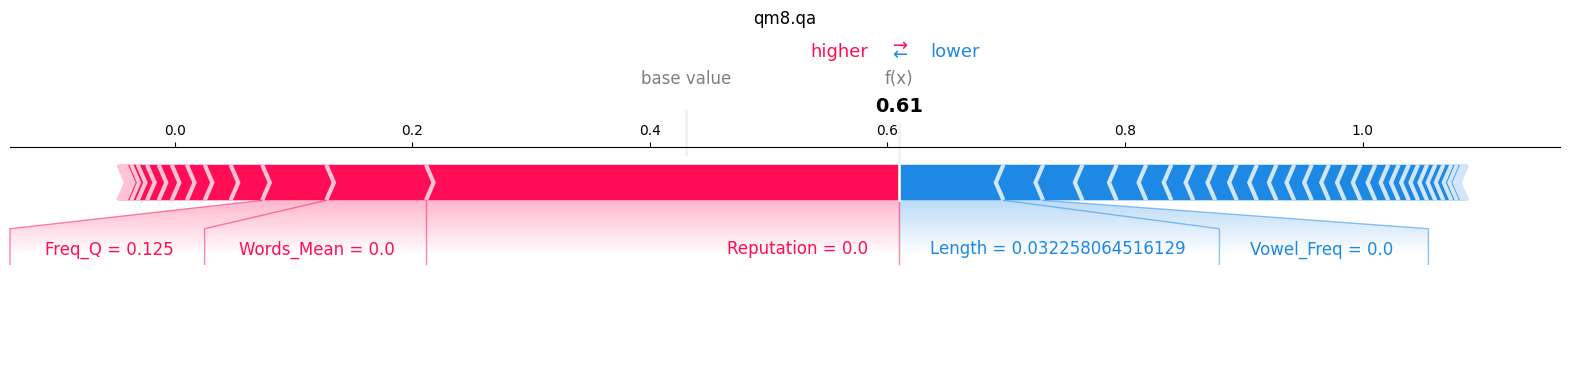 qm8.qa
higher ⇄ lower
base value f(x)
0.61
0.0 0.2 0.4 0.6 0.8 1.0
Freq_Q = 0.125 Words_Mean = 0.0 Reputation = 0.0 Length = 0.032258064516129 Vowel_Freq = 0.0